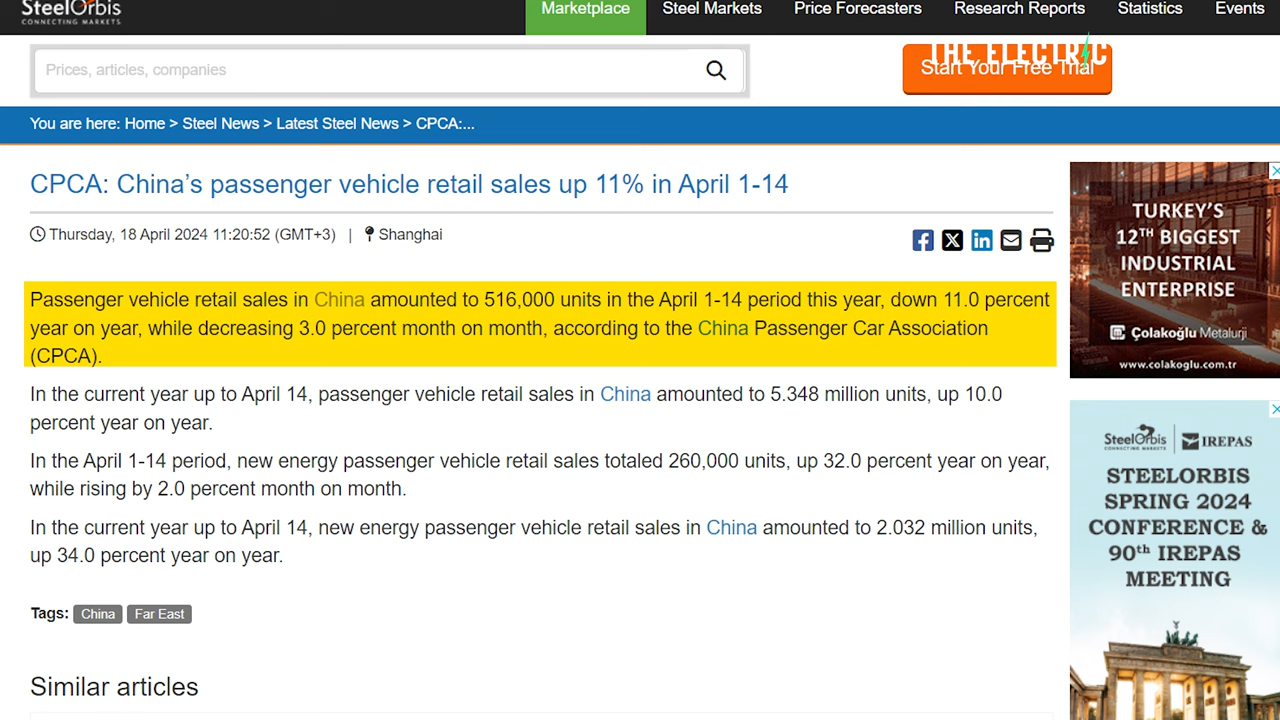 SteelOrbis
CONNECTING MARKETS
Marketplace
Steel Markets
Price Forecasters
Research Reports
Statistics
Events
Prices, articles, companies
THE ELECTRIC
Start Your Free Trial
You are here: Home > Steel News > Latest Steel News > CPCA:...
CPCA: China’s passenger vehicle retail sales up 11% in April 1-14
Thursday, 18 April 2024 11:20:52 (GMT+3) | Shanghai
Passenger vehicle retail sales in China amounted to 516,000 units in the April 1-14 period this year, down 11.0 percent
year on year, while decreasing 3.0 percent month on month, according to the China Passenger Car Association
(CPCA).
In the current year up to April 14, passenger vehicle retail sales in China amounted to 5.348 million units, up 10.0
percent year on year.
In the April 1-14 period, new energy passenger vehicle retail sales totaled 260,000 units, up 32.0 percent year on year,
while rising by 2.0 percent month on month.
In the current year up to April 14, new energy passenger vehicle retail sales in China amounted to 2.032 million units,
up 34.0 percent year on year.
Tags: China Far East
Similar articles
TURKEY'S
12TH BIGGEST
INDUSTRIAL
ENTERPRISE
Çolakoğlu Metalurji
www.colakoglu.com.tr
SteelOrbis IREPAS
STEELORBIS
SPRING 2024
CONFERENCE &
90th IREPAS
MEETING